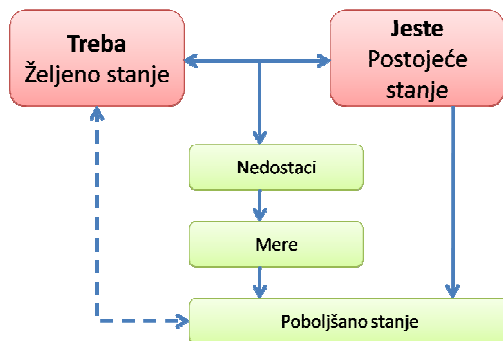 Treba
Željeno stanje
Jeste
Postojeće
stanje
Nedostaci
Mere
Poboljšano stanje